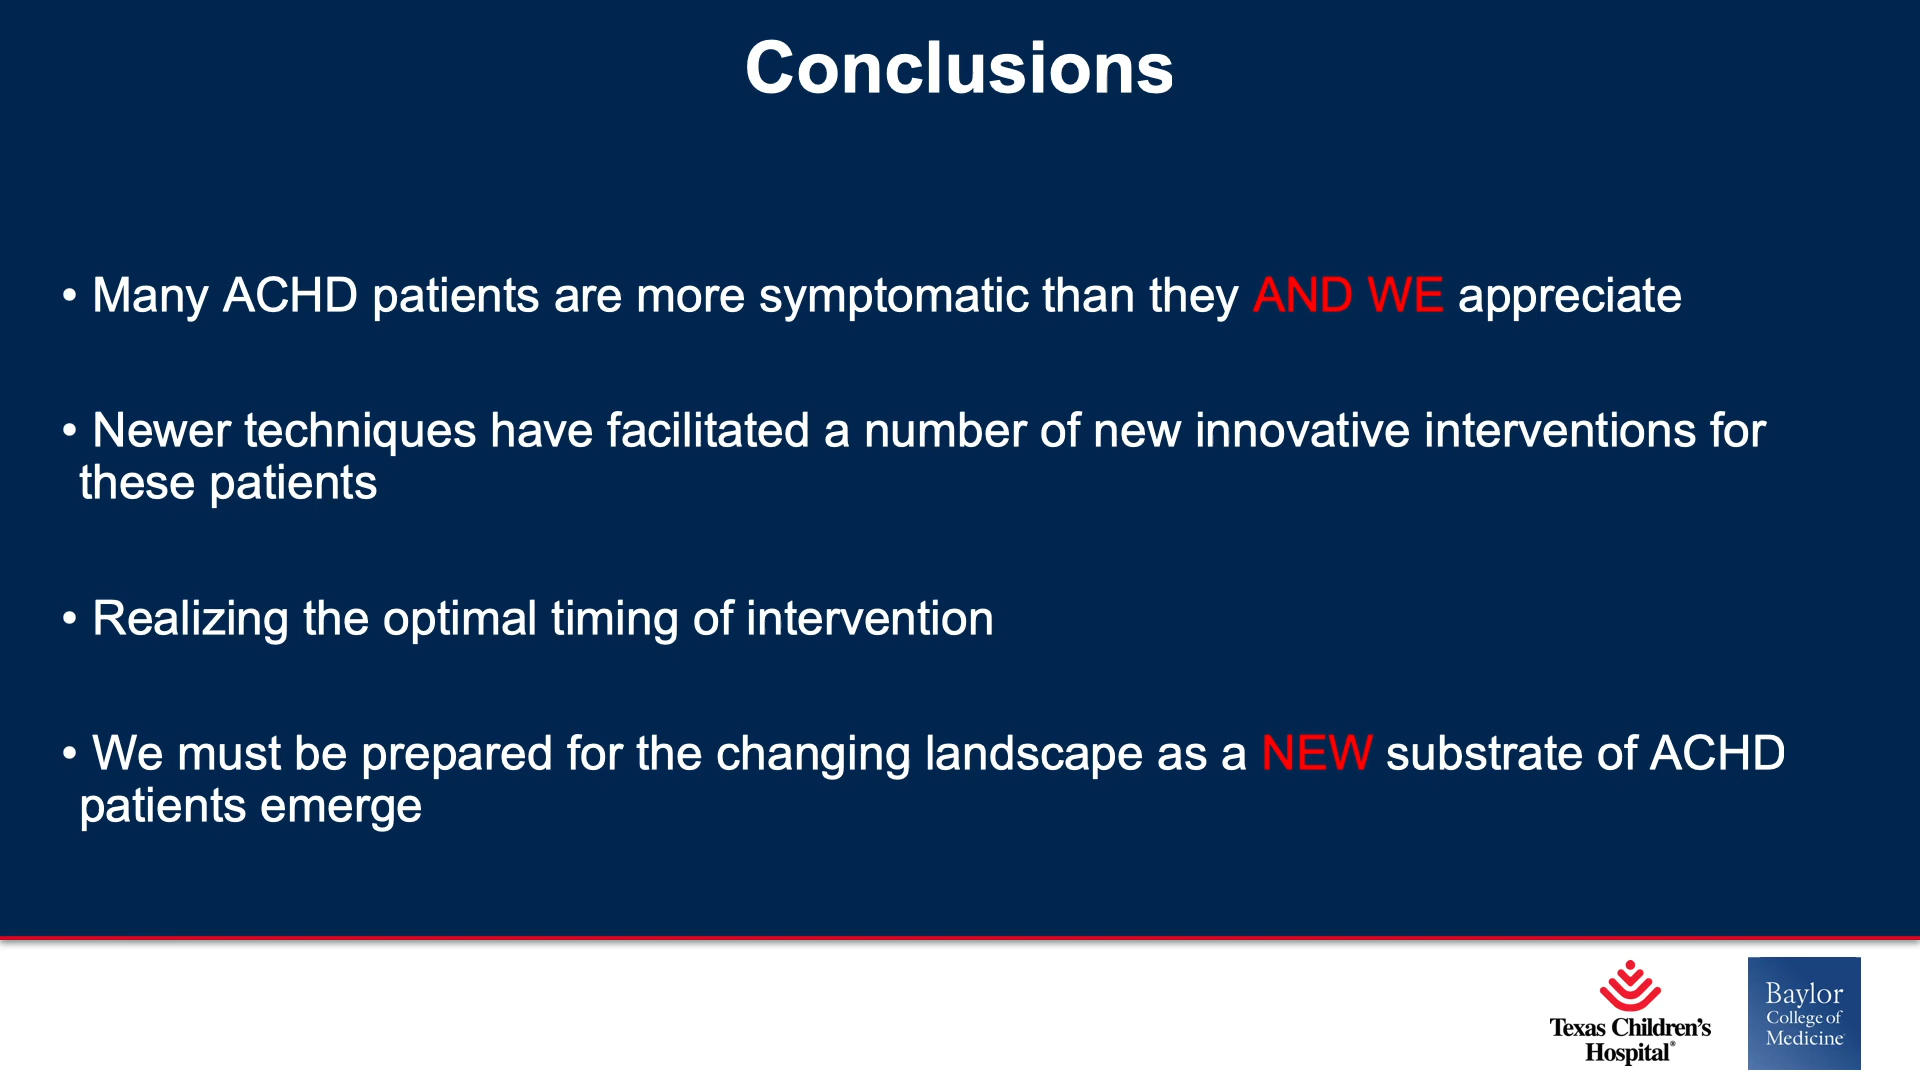 Conclusions
• Many ACHD patients are more symptomatic than they AND WE appreciate
• Newer techniques have facilitated a number of new innovative interventions for
these patients
• Realizing the optimal timing of intervention
• We must be prepared for the changing landscape as a NEW substrate of ACHD
patients emerge
Texas Children's
Hospital®
Baylor
College of
Medicine